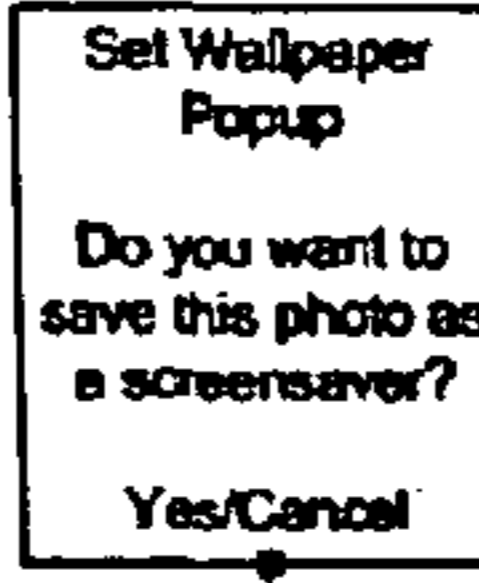 Set Wallpaper
Popup
Do you want to
save this photo as
a screensaver?
Yes/Cancel